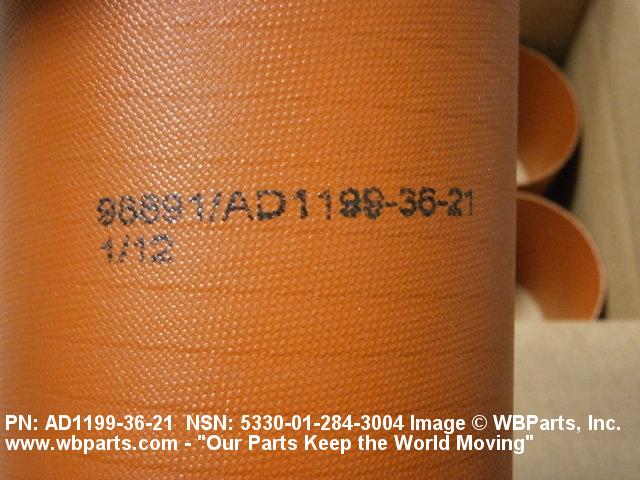 98891/AD1199-36-21
1/12
PN: AD1199-36-21 NSN: 5330-01-284-3004 Image © WBParts, Inc.
www.wbparts.com - "Our Parts Keep the World Moving"